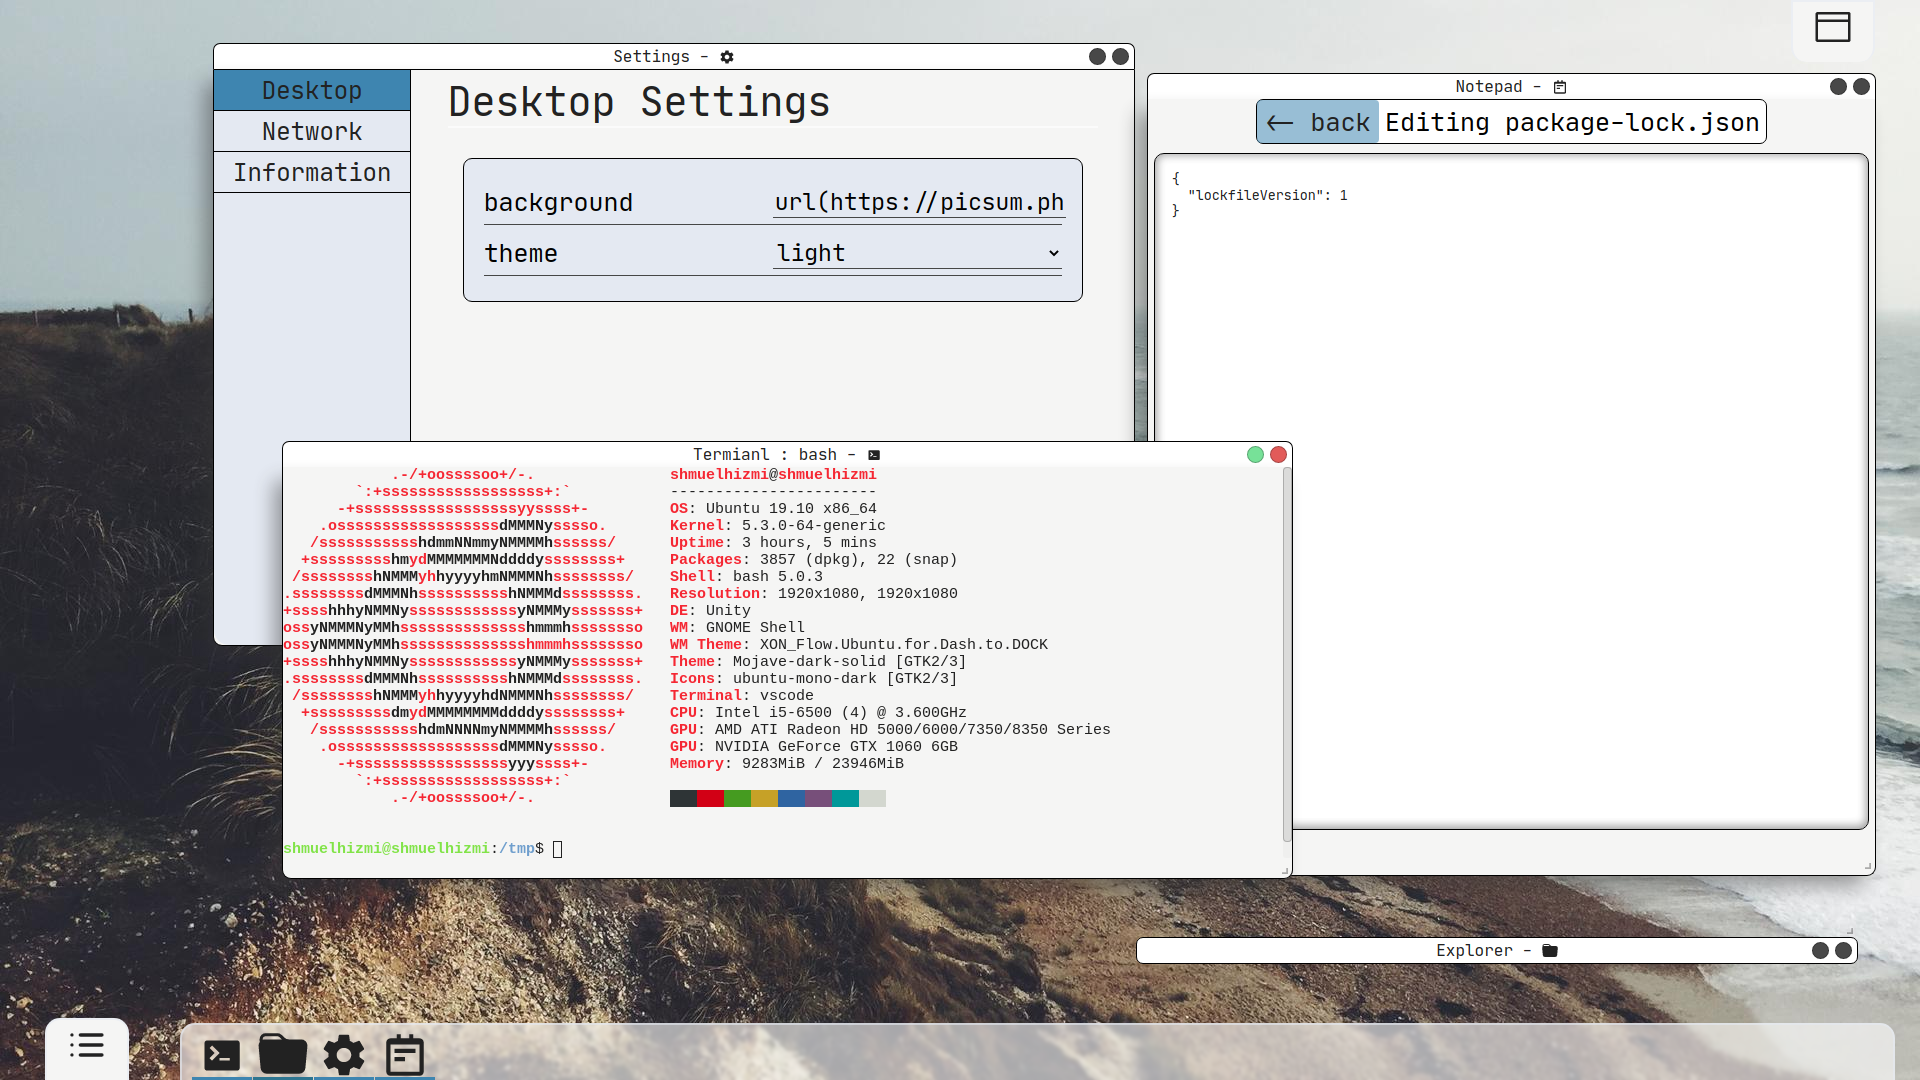 Settings -
Desktop
Network
Information
Desktop Settings
background url(https://picsum.ph
theme light
Notepad -
← back Editing package-lock.json
{
"lockfileVersion": 1
}
Termianl : bash -
.-/+oossssoo+/-.
`:+ssssssssssssssssss+:`
-+ssssssssssssssssssyyssss+-
.ossssssssssssssssssdMMMNysssso.
/ssssssssssshdmmNNmmyNMMMMhssssss/
+ssssssssshmydMMMMMMMNddddyssssssss+
/sssssssshNMMMyhhyyyyhmNMMMNhssssssss/
.ssssssssdMMMNhsssssssssshNMMMdssssssss.
+sssshhhyNMMNyssssssssssssyNMMMysssssss+
ossyNMMMNyMMhsssssssssssssshmmmhssssssso
ossyNMMMNyMMhsssssssssssssshmmmhssssssso
+sssshhhyNMMNyssssssssssssyNMMMysssssss+
.ssssssssdMMMNhsssssssssshNMMMdssssssss.
/sssssssshNMMMyhhyyyyhdNMMMNhssssssss/
+sssssssssdmydMMMMMMMMddddyssssssss+
/ssssssssssshdmNNNNmyNMMMMhssssss/
.ossssssssssssssssssdMMMNysssso.
-+sssssssssssssssssyyyssss+-
`:+ssssssssssssssssss+:`
.-/+oossssoo+/-.
shmuelhizmi@shmuelhizmi
-----------------------
OS: Ubuntu 19.10 x86_64
Kernel: 5.3.0-64-generic
Uptime: 3 hours, 5 mins
Packages: 3857 (dpkg), 22 (snap)
Shell: bash 5.0.3
Resolution: 1920x1080, 1920x1080
DE: Unity
WM: GNOME Shell
WM Theme: XON_Flow.Ubuntu.for.Dash.to.DOCK
Theme: Mojave-dark-solid [GTK2/3]
Icons: ubuntu-mono-dark [GTK2/3]
Terminal: vscode
CPU: Intel i5-6500 (4) @ 3.600GHz
GPU: AMD ATI Radeon HD 5000/6000/7350/8350 Series
GPU: NVIDIA GeForce GTX 1060 6GB
Memory: 9283MiB / 23946MiB
shmuelhizmi@shmuelhizmi:/tmp$
Explorer -